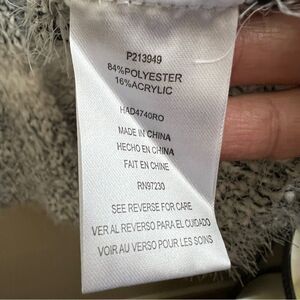 P213949
84%POLYESTER
16%ACRYLIC
HAD4740RO
MADE IN CHINA
HECHO EN CHINA
FAIT EN CHINE
RN97230
SEE REVERSE FOR CARE
VER AL REVERSO PARA EL CUIDADO
VOIR AU VERSO POUR LES SOINS